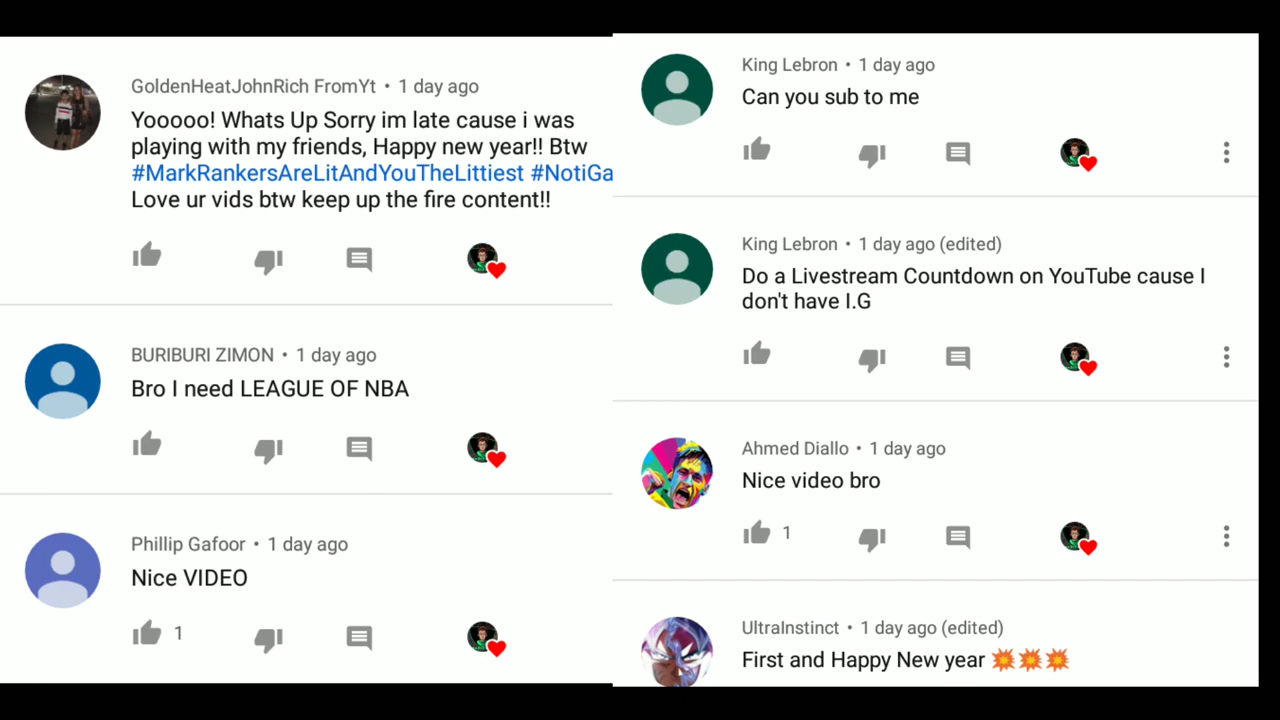 GoldenHeatJohnRich FromYt • 1 day ago
Yooooo! Whats Up Sorry im late cause i was
playing with my friends, Happy new year!! Btw
#MarkRankersAreLitAndYouTheLittiest #NotiGa
Love ur vids btw keep up the fire content!!
BURIBURI ZIMON • 1 day ago
Bro I need LEAGUE OF NBA
Phillip Gafoor • 1 day ago
Nice VIDEO
1
King Lebron • 1 day ago
Can you sub to me
King Lebron • 1 day ago (edited)
Do a Livestream Countdown on YouTube cause I
don't have I.G
Ahmed Diallo • 1 day ago
Nice video bro
1
UltraInstinct • 1 day ago (edited)
First and Happy New year 💥💥💥